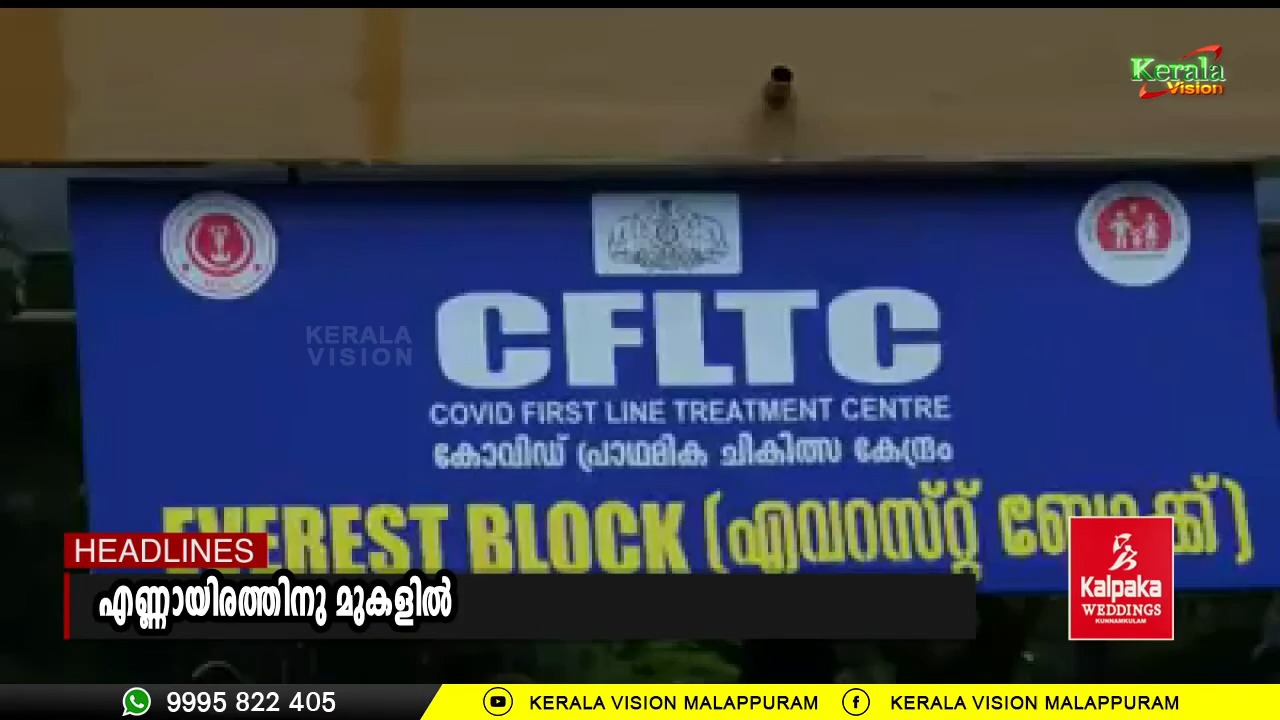 Kerala
Vision
KERALA
VISION
CFLTC
COVID FIRST LINE TREATMENT CENTRE
കോവിഡ് പ്രാഥമിക ചികിത്സ കേന്ദ്രം
EVEREST BLOCK (എവറസ്റ്റ് ബ്ലോക്ക്)
HEADLINES
എണ്ണായിരത്തിനു മുകളിൽ
Kalpaka
WEDDINGS
KUNNAMKULAM
9995 822 405
KERALA VISION MALAPPURAM
KERALA VISION MALAPPURAM